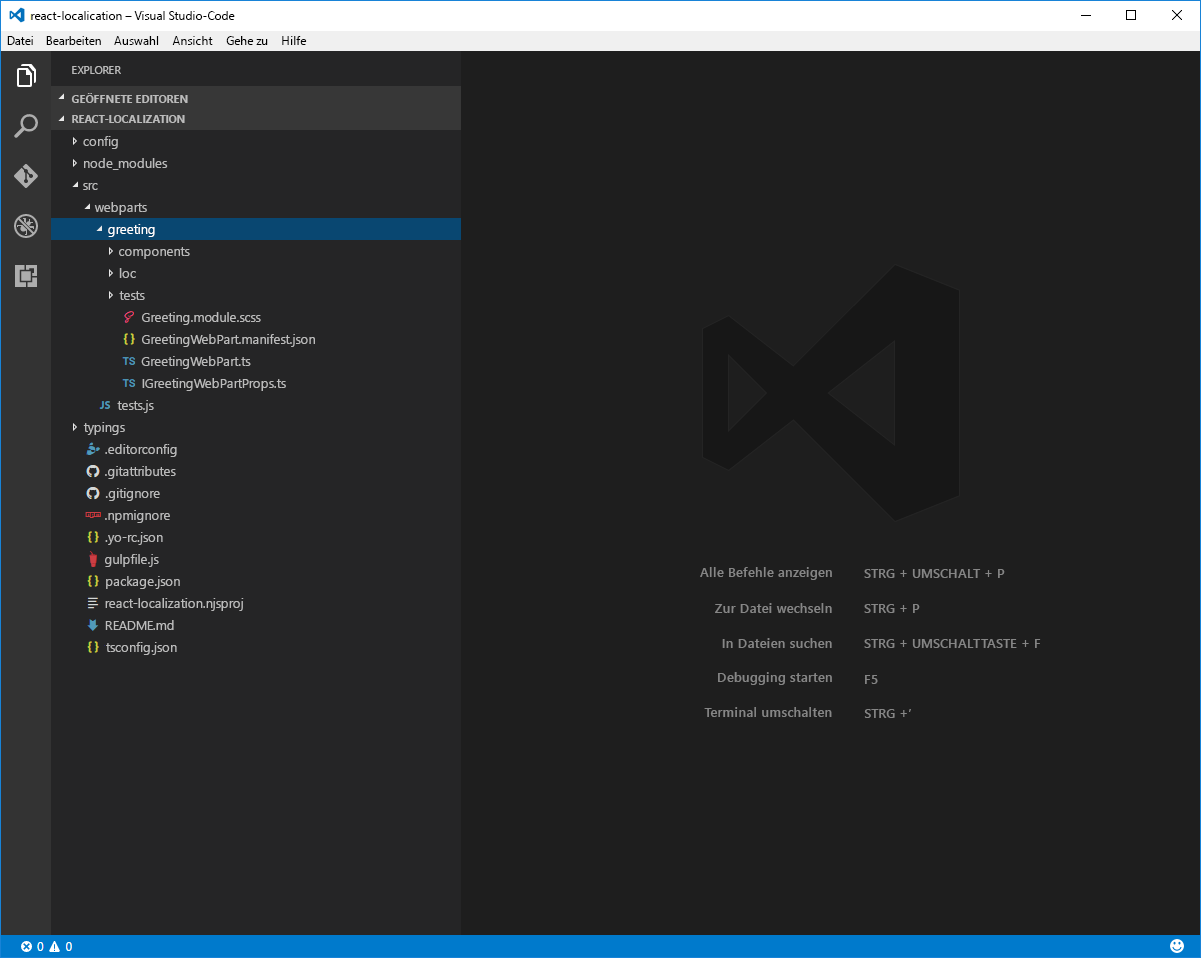 react-localication – Visual Studio-Code
Datei Bearbeiten Auswahl Ansicht Gehe zu Hilfe
EXPLORER
GEÖFFNETE EDITOREN
REACT-LOCALIZATION
config
node_modules
src
webparts
greeting
components
loc
tests
Greeting.module.scss
{} GreetingWebPart.manifest.json
TS GreetingWebPart.ts
TS IGreetingWebPartProps.ts
JS tests.js
typings
.editorconfig
.gitattributes
.gitignore
npm .npmignore
{} .yo-rc.json
gulpfile.js
{} package.json
react-localization.njsproj
README.md
{} tsconfig.json
Alle Befehle anzeigen STRG + UMSCHALT + P
Zur Datei wechseln STRG + P
In Dateien suchen STRG + UMSCHALTTASTE + F
Debugging starten F5
Terminal umschalten STRG +‘
0 0